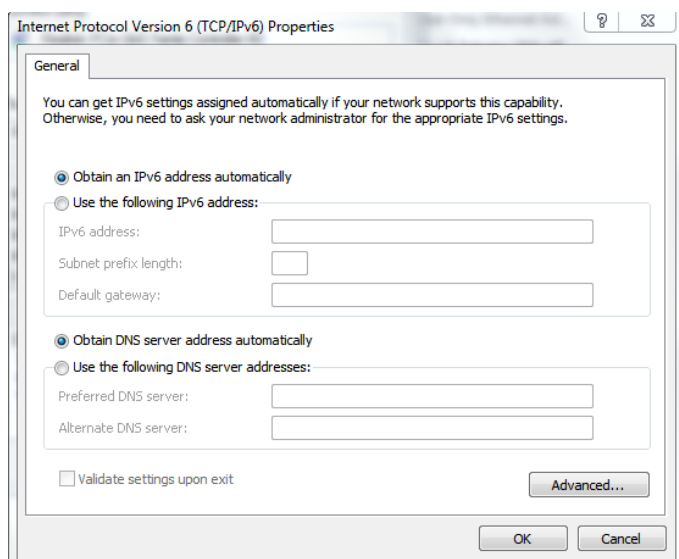 Internet Protocol Version 6 (TCP/IPv6) Properties
General
You can get IPv6 settings assigned automatically if your network supports this capability.
Otherwise, you need to ask your network administrator for the appropriate IPv6 settings.
Obtain an IPv6 address automatically
Use the following IPv6 address:
IPv6 address:
Subnet prefix length:
Default gateway:
Obtain DNS server address automatically
Use the following DNS server addresses:
Preferred DNS server:
Alternate DNS server:
Validate settings upon exit
Advanced...
OK Cancel